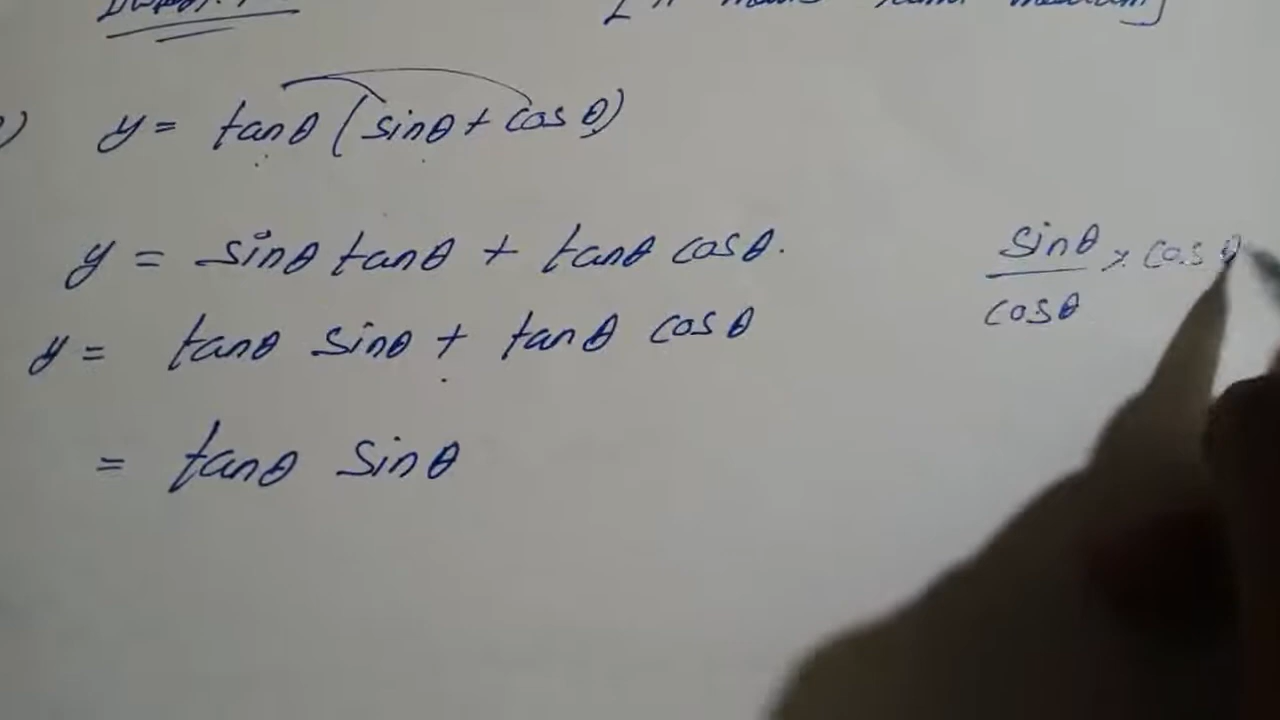 y = tanθ (sinθ + cosθ)
y = sinθ tanθ + tanθ cosθ.
sinθ/cosθ × cosθ
y = tanθ sinθ + tanθ cosθ
= tanθ sinθ